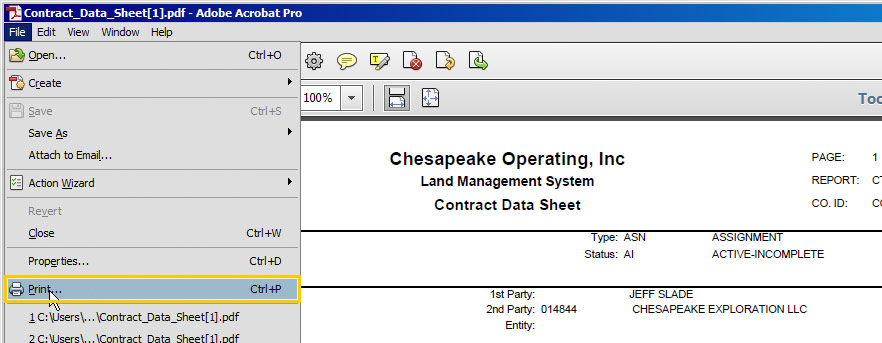 Contract_Data_Sheet[1].pdf - Adobe Acrobat Pro
File Edit View Window Help
Open... Ctrl+O
Create
Save Ctrl+S
Save As
Attach to Email...
Action Wizard
Revert
Close Ctrl+W
Properties... Ctrl+D
Print... Ctrl+P
1 C:\Users\...\Contract_Data_Sheet[1].pdf
2 C:\Users\...\Contract_Data_Sheet[1].pdf
100%
Too
Chesapeake Operating, Inc PAGE: 1
Land Management System REPORT: CT
Contract Data Sheet CO. ID: CO
Type: ASN ASSIGNMENT
Status: AI ACTIVE-INCOMPLETE
1st Party: JEFF SLADE
2nd Party: 014844 CHESAPEAKE EXPLORATION LLC
Entity: